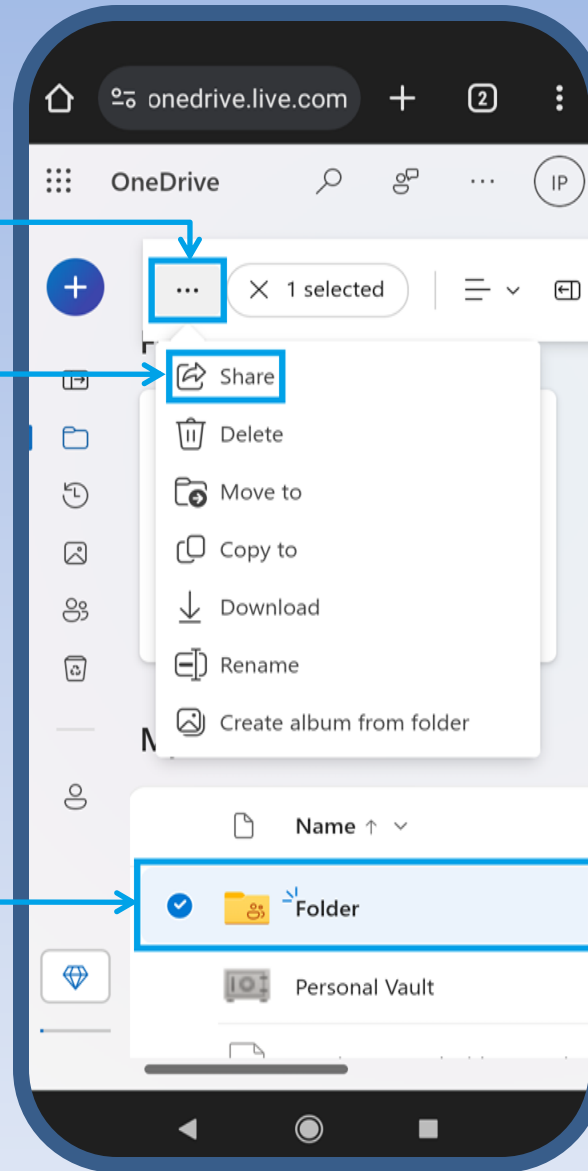 onedrive.live.com
2
OneDrive
IP
1 selected
Share
Delete
Move to
Copy to
Download
Rename
Create album from folder
Name
Folder
Personal Vault